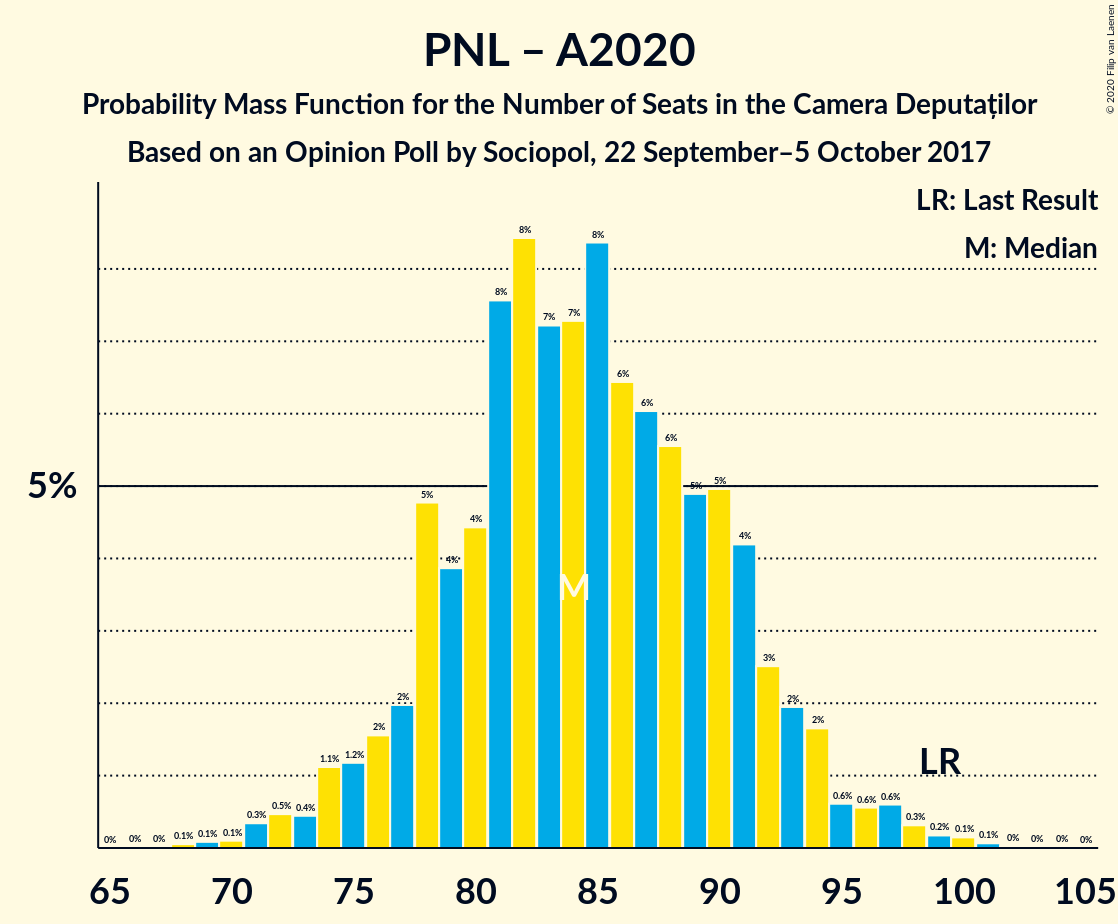 PNL – A2020
Probability Mass Function for the Number of Seats in the Camera Deputaților
Based on an Opinion Poll by Sociopol, 22 September–5 October 2017
© 2020 Filip van Laenen
LR: Last Result
M: Median
5%
0% 0% 0% 0.1% 0.1% 0.1% 0.3% 0.5% 0.4% 1.1% 1.2% 2% 2% 5% 4% 4% 8% 8% 7% 7% 8% 6% 6% 6% 5% 5% 4% 3% 2% 2% 0.6% 0.6% 0.6% 0.3% 0.2% 0.1% 0.1% 0% 0% 0% 0%
M
LR
65 70 75 80 85 90 95 100 105